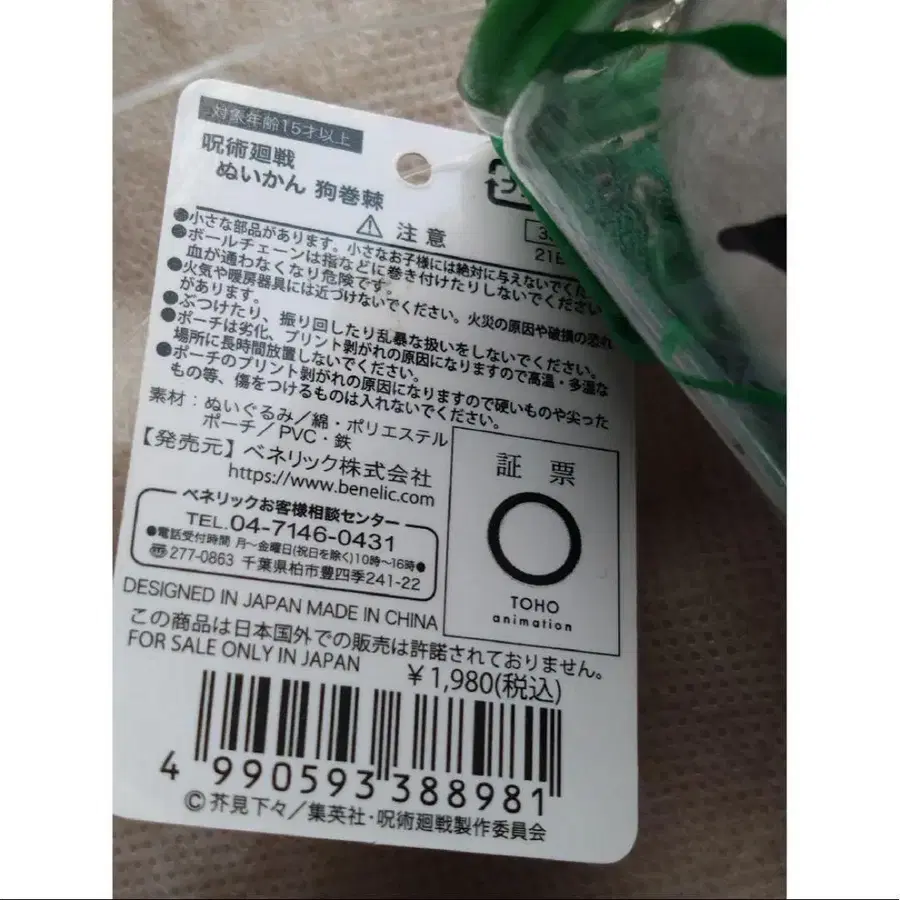 対象年齢15才以上
呪術廻戦
ぬいかん 狗巻棘
プラ
⚠ 注意
21E
●小さな部品があります。小さなお子様には絶対に与えないでくだ
●ボールチェーンは指などに巻き付けたりしないでください
血が通わなくなり危険です。
●火気や暖房器具には近づけないでください。火災の原因や破損の恐れ
があります。
●ぶつけたり、振り回したり乱暴な扱いをしないでください。
●ポーチは劣化、プリント剥がれの原因になりますので高温・多湿な
場所に長時間放置しないでください。
●ポーチのプリント剥がれの原因になりますので硬いものや尖った
もの等、傷をつけるものは入れないでください。
素材:ぬいぐるみ/綿・ポリエステル
ポーチ/PVC・鉄
【発売元】ベネリック株式会社
https://www.benelic.com
ベネリックお客様相談センター
TEL.04-7146-0431
●電話受付時間 月〜金曜日(祝日を除く)10時〜16時●
277-0863 千葉県柏市豊四季241-22
証票
TOHO
animation
DESIGNED IN JAPAN MADE IN CHINA
この商品は日本国外での販売は許諾されておりません。
FOR SALE ONLY IN JAPAN
¥1,980(税込)
4 990593 388981
©芥見下々/集英社・呪術廻戦製作委員会